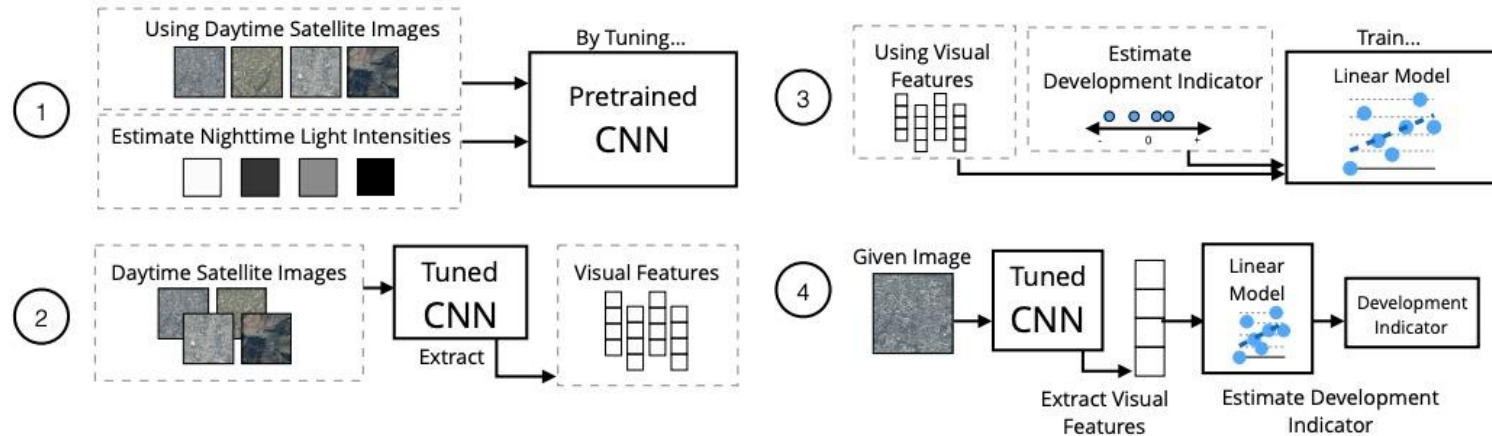 1
Using Daytime Satellite Images
Estimate Nighttime Light Intensities
By Tuning...
Pretrained
CNN
2
Daytime Satellite Images
Tuned
CNN
Extract
Visual Features
3
Using Visual
Features
Estimate
Development Indicator
- 0 +
Train...
Linear Model
4
Given Image
Tuned
CNN
Extract Visual
Features
Linear
Model
Estimate Development
Indicator
Development
Indicator